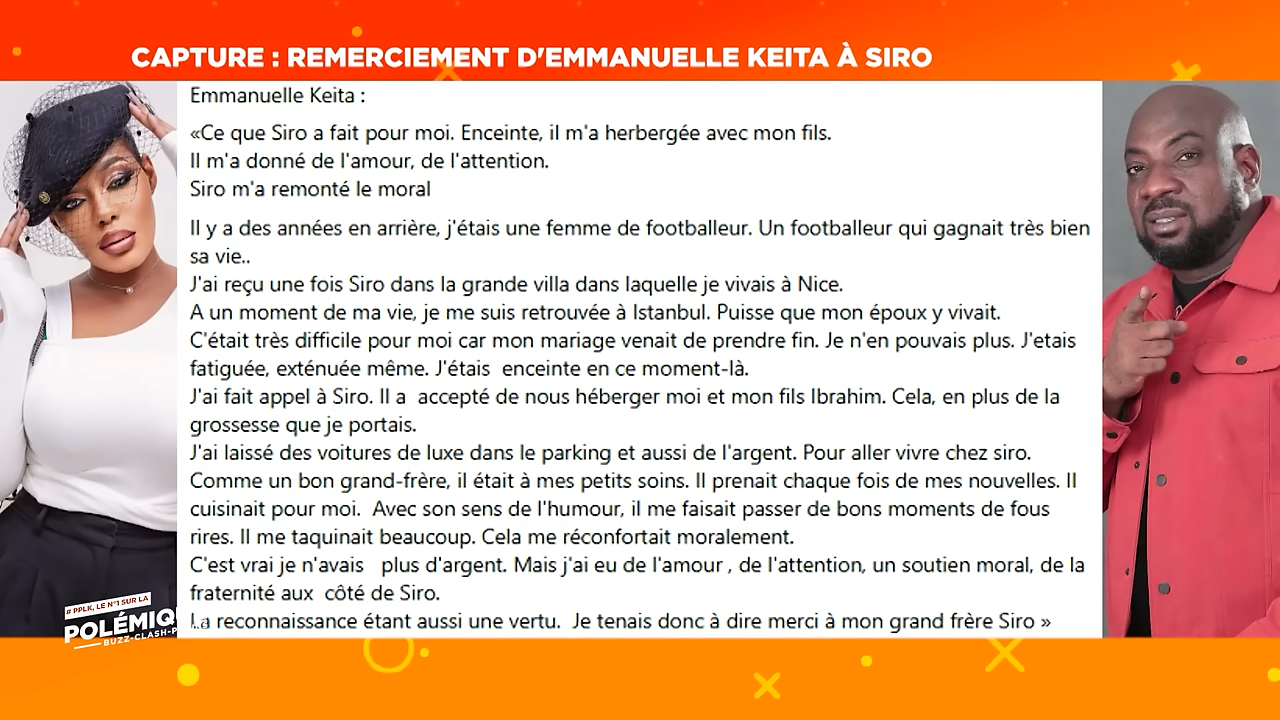 CAPTURE : REMERCIEMENT D'EMMANUELLE KEITA À SIRO
Emmanuelle Keita :
«Ce que Siro a fait pour moi. Enceinte, il m'a herbergée avec mon fils.
Il m'a donné de l'amour, de l'attention.
Siro m'a remonté le moral
Il y a des années en arrière, j'étais une femme de footballeur. Un footballeur qui gagnait très bien
sa vie..
J'ai reçu une fois Siro dans la grande villa dans laquelle je vivais à Nice.
A un moment de ma vie, je me suis retrouvée à Istanbul. Puisse que mon époux y vivait.
C'était très difficile pour moi car mon mariage venait de prendre fin. Je n'en pouvais plus. J'etais
fatiguée, exténuée même. J'étais  enceinte en ce moment-là.
J'ai fait appel à Siro. Il a  accepté de nous héberger moi et mon fils Ibrahim. Cela, en plus de la
grossesse que je portais.
J'ai laissé des voitures de luxe dans le parking et aussi de l'argent. Pour aller vivre chez siro.
Comme un bon grand-frère, il était à mes petits soins. Il prenait chaque fois de mes nouvelles. Il
cuisinait pour moi.  Avec son sens de l'humour, il me faisait passer de bons moments de fous
rires. Il me taquinait beaucoup. Cela me réconfortait moralement.
C'est vrai je n'avais   plus d'argent. Mais j'ai eu de l'amour , de l'attention, un soutien moral, de la
fraternité aux  côté de Siro.
La reconnaissance étant aussi une vertu.  Je tenais donc à dire merci à mon grand frère Siro »
# PPLK, LE N°1 SUR LA
POLÉMIQU
BUZZ-CLASH-P